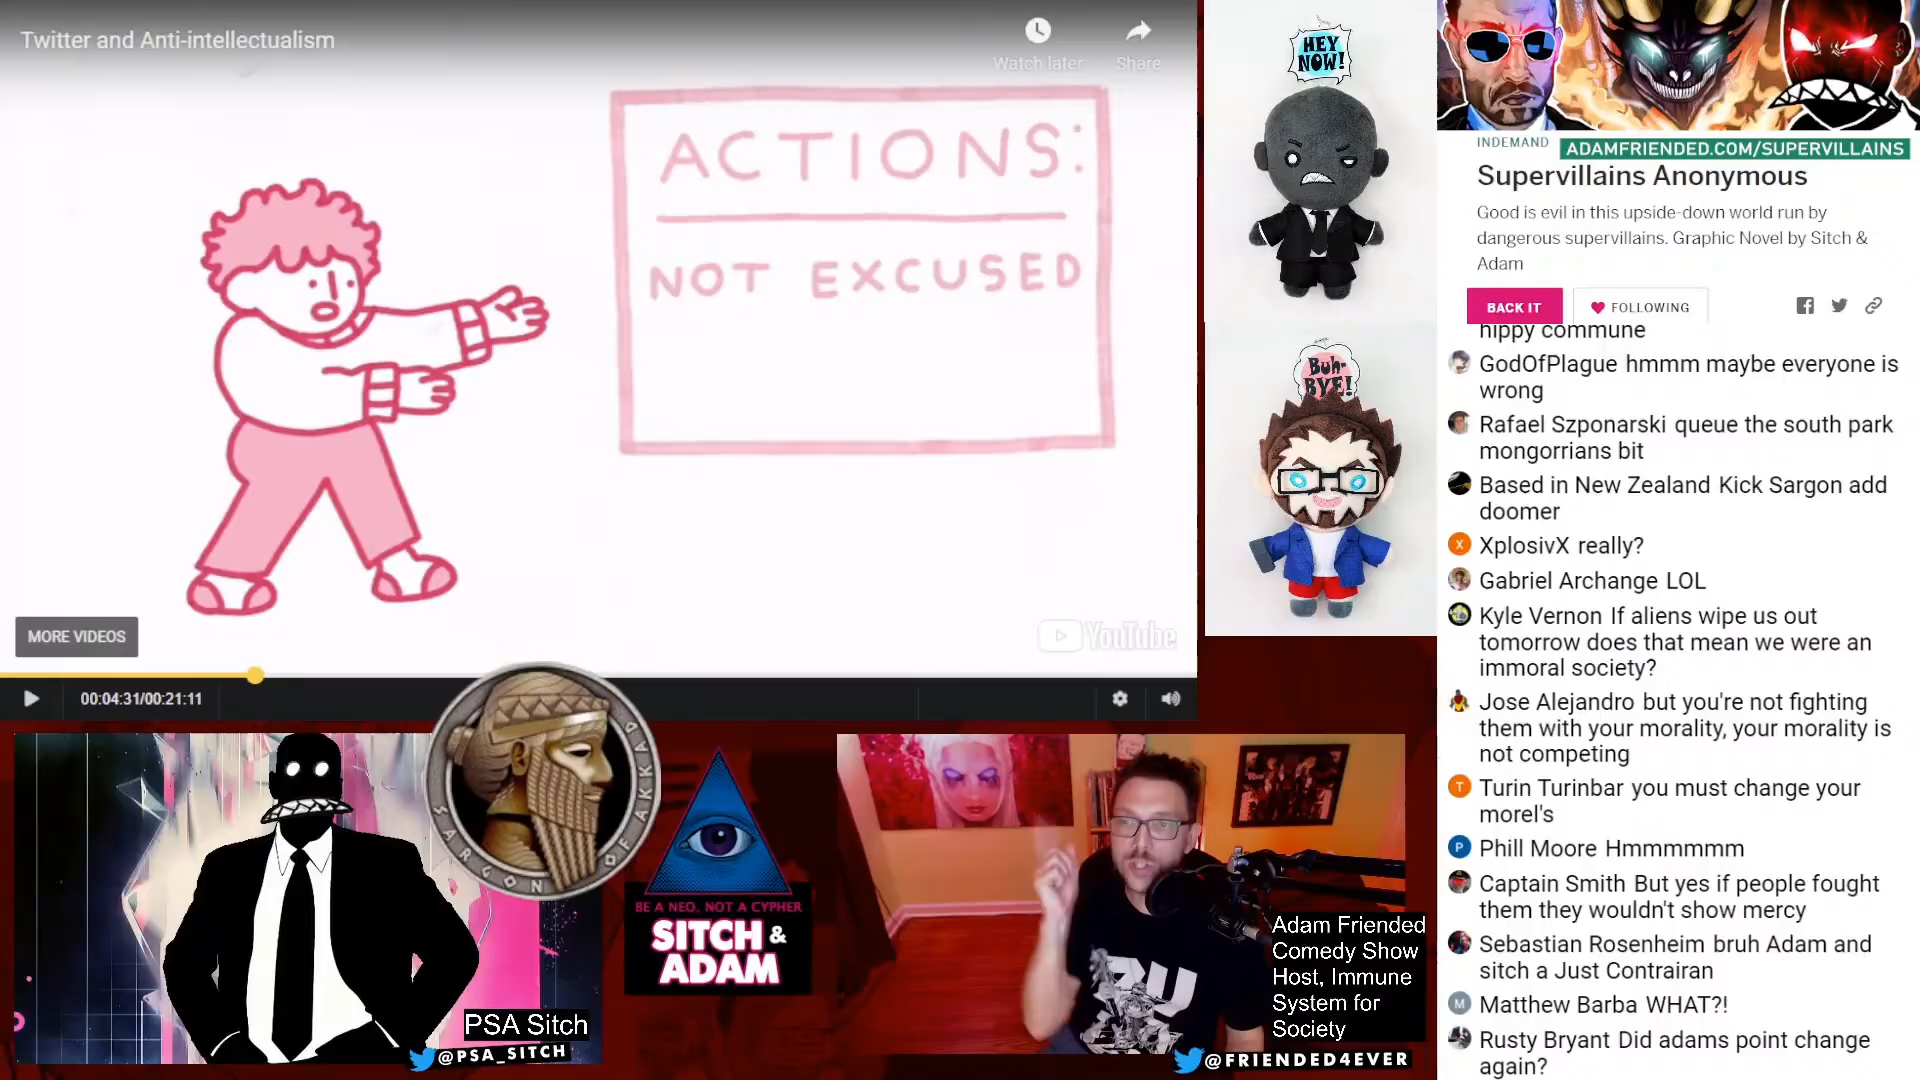 Twitter and Anti-intellectualism
Watch later
Share
ACTIONS:
NOT EXCUSED
MORE VIDEOS
YouTube
00:04:31/00:21:11
HEY
NOW!
Buh-
BYE!
INDEMAND
ADAMFRIENDED.COM/SUPERVILLAINS
Supervillains Anonymous
Good is evil in this upside-down world run by
dangerous supervillains. Graphic Novel by Sitch &
Adam
BACK IT
FOLLOWING
hippy commune
GodOfPlague hmmm maybe everyone is
wrong
Rafael Szponarski queue the south park
mongorrians bit
Based in New Zealand Kick Sargon add
doomer
X
XplosivX really?
Gabriel Archange LOL
Kyle Vernon If aliens wipe us out
tomorrow does that mean we were an
immoral society?
Jose Alejandro but you're not fighting
them with your morality, your morality is
not competing
T
Turin Turinbar you must change your
morel's
P
Phill Moore Hmmmmmm
Captain Smith But yes if people fought
them they wouldn't show mercy
Sebastian Rosenheim bruh Adam and
sitch a Just Contrairan
M
Matthew Barba WHAT?!
Rusty Bryant Did adams point change
again?
SARGON OF AKKAD
BE A NEO, NOT A CYPHER
SITCH &
ADAM
PSA Sitch
@PSA_SITCH
Adam Friended
Comedy Show
Host, Immune
System for
Society
@FRIENDED4EVER